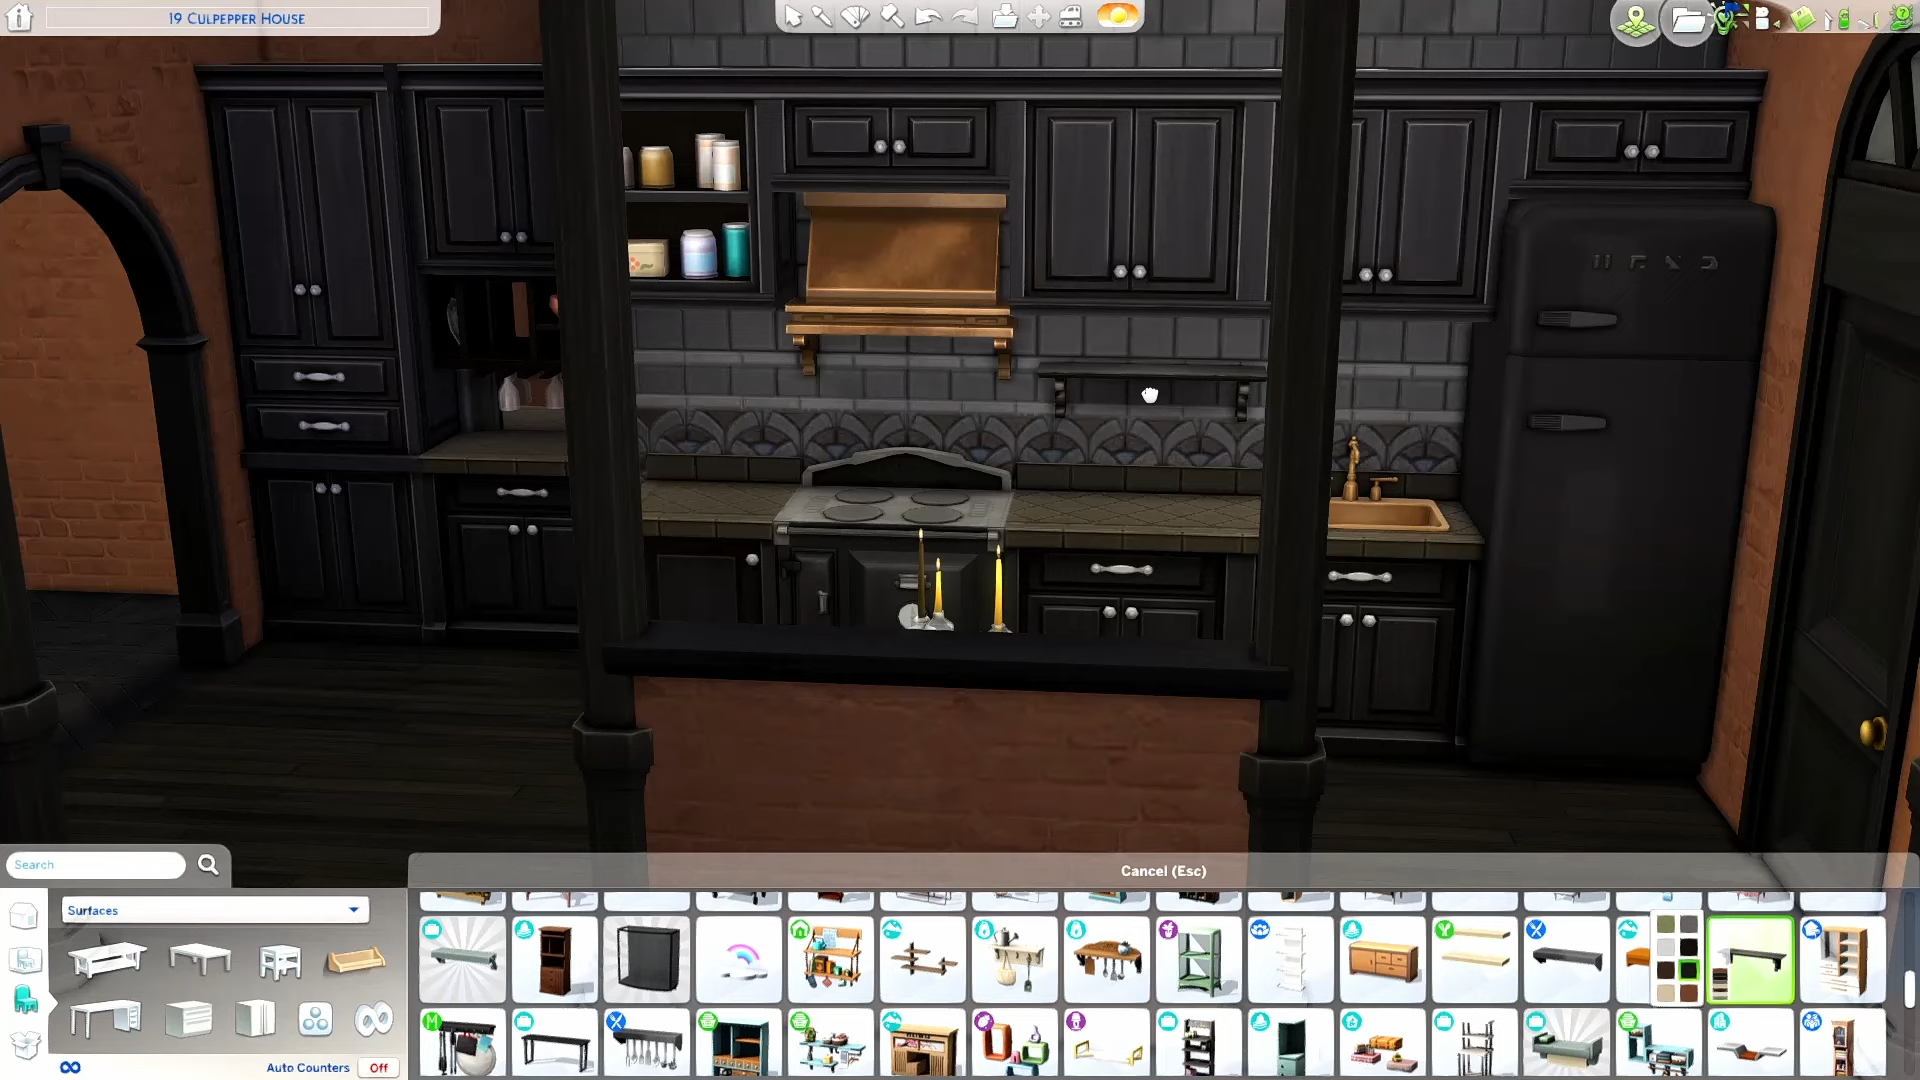 19 CULPEPPER HOUSE
Search
Cancel (Esc)
Surfaces
Auto Counters
Off